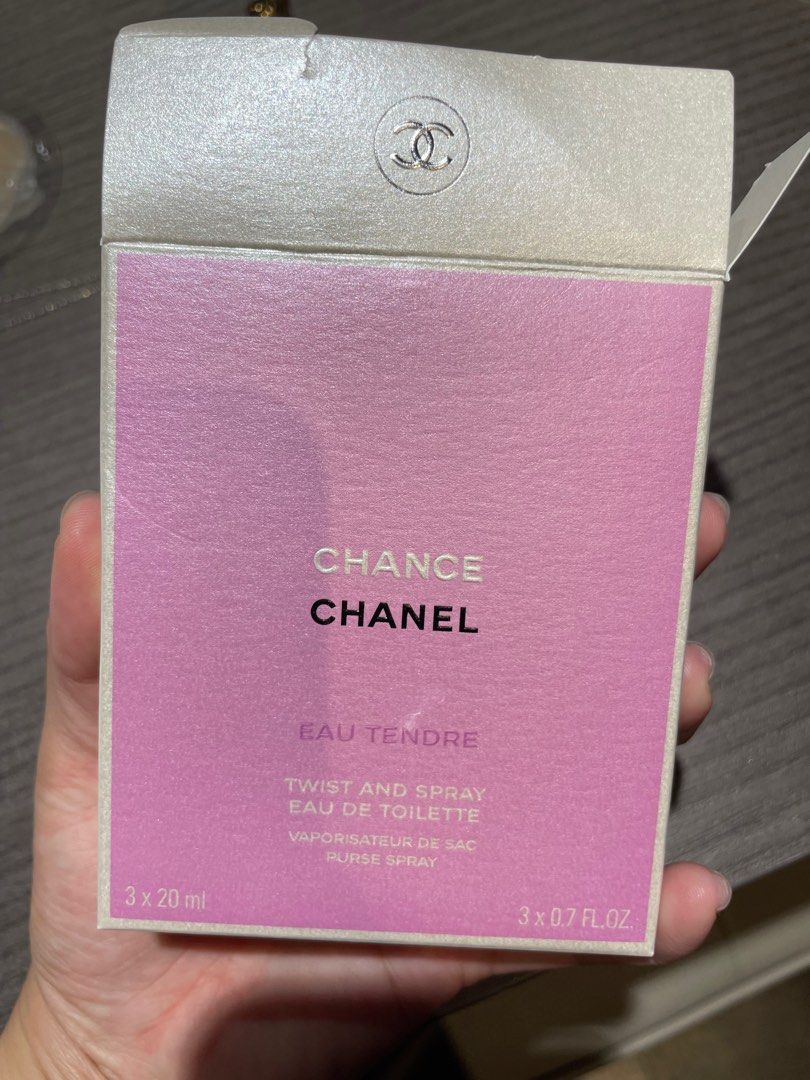 CHANCE
CHANEL
EAU TENDRE
TWIST AND SPRAY
EAU DE TOILETTE
VAPORISATEUR DE SAC
PURSE SPRAY
3 x 20 ml
3 x 0.7 FL.OZ.